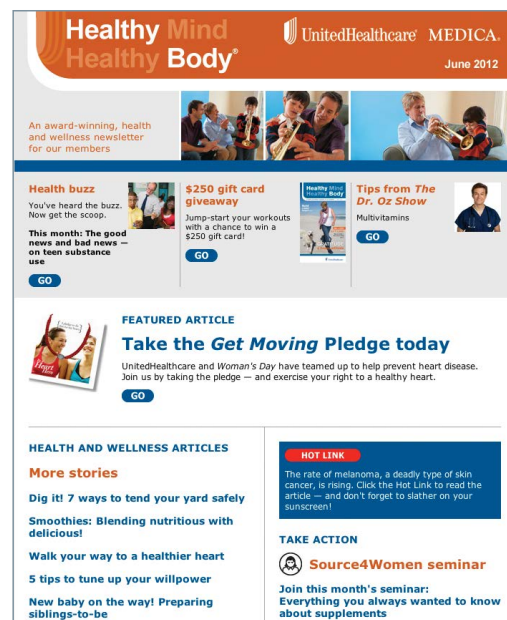 Healthy Mind
Healthy Body®
UnitedHealthcare® MEDICA®
June 2012
An award-winning, health
and wellness newsletter
for our members
Health buzz
You've heard the buzz.
Now get the scoop.
This month: The good
news and bad news —
on teen substance
use
GO
$250 gift card
giveaway
Jump-start your workouts
with a chance to win a
$250 gift card!
GO
Healthy Mind
Healthy Body
Tips from The
Dr. Oz Show
Multivitamins
GO
Heart
FEATURED ARTICLE
Take the Get Moving Pledge today
UnitedHealthcare and Woman's Day have teamed up to help prevent heart disease.
Join us by taking the pledge — and exercise your right to a healthy heart.
GO
HEALTH AND WELLNESS ARTICLES
More stories
Dig it! 7 ways to tend your yard safely
Smoothies: Blending nutritious with
delicious!
Walk your way to a healthier heart
5 tips to tune up your willpower
New baby on the way! Preparing
siblings-to-be
HOT LINK
The rate of melanoma, a deadly type of skin
cancer, is rising. Click the Hot Link to read the
article — and don't forget to slather on your
sunscreen!
TAKE ACTION
Source4Women seminar
Join this month's seminar:
Everything you always wanted to know
about supplements